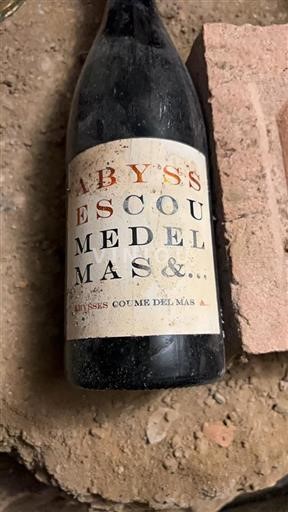 ABYSS
ESCOU
MEDEL
MAS&...
ABYSSES COUME DEL MAS &...